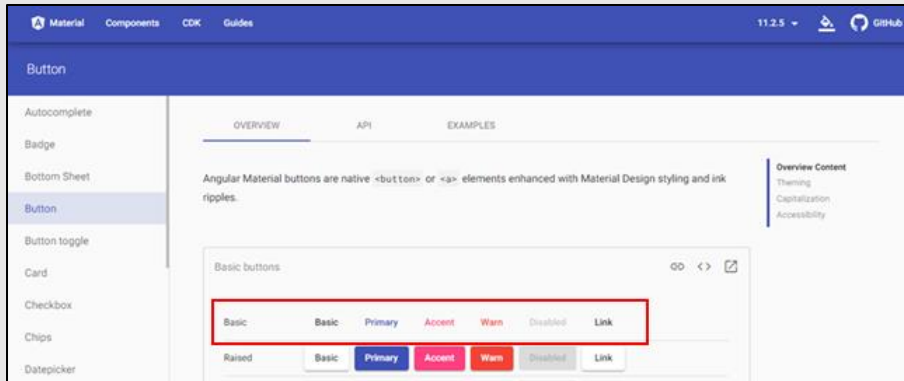 Material Components CDK Guides 11.2.5 GitHub
Button
Autocomplete
Badge
Bottom Sheet
Button
Button toggle
Card
Checkbox
Chips
Datepicker
OVERVIEW API EXAMPLES
Angular Material buttons are native <button> or <a> elements enhanced with Material Design styling and ink
ripples.
Overview Content
Theming
Capitalization
Accessibility
Basic buttons
Basic Basic Primary Accent Warn Disabled Link
Raised Basic Primary Accent Warn Disabled Link